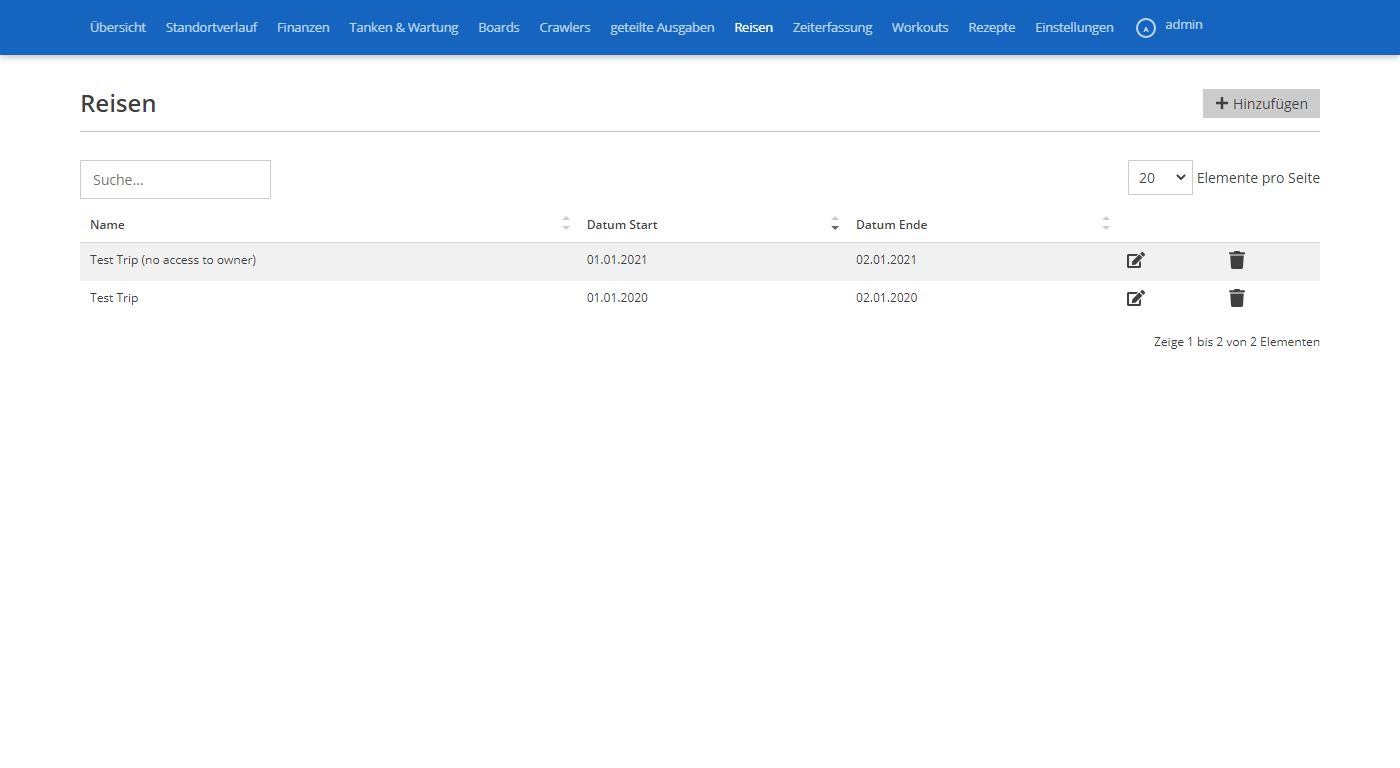 Übersicht Standortverlauf Finanzen Tanken & Wartung Boards Crawlers geteilte Ausgaben Reisen Zeiterfassung Workouts Rezepte Einstellungen A admin
Reisen Hinzufügen
Suche... 20 Elemente pro Seite
Name Datum Start Datum Ende
Test Trip (no access to owner) 01.01.2021 02.01.2021
Test Trip 01.01.2020 02.01.2020
Zeige 1 bis 2 von 2 Elementen